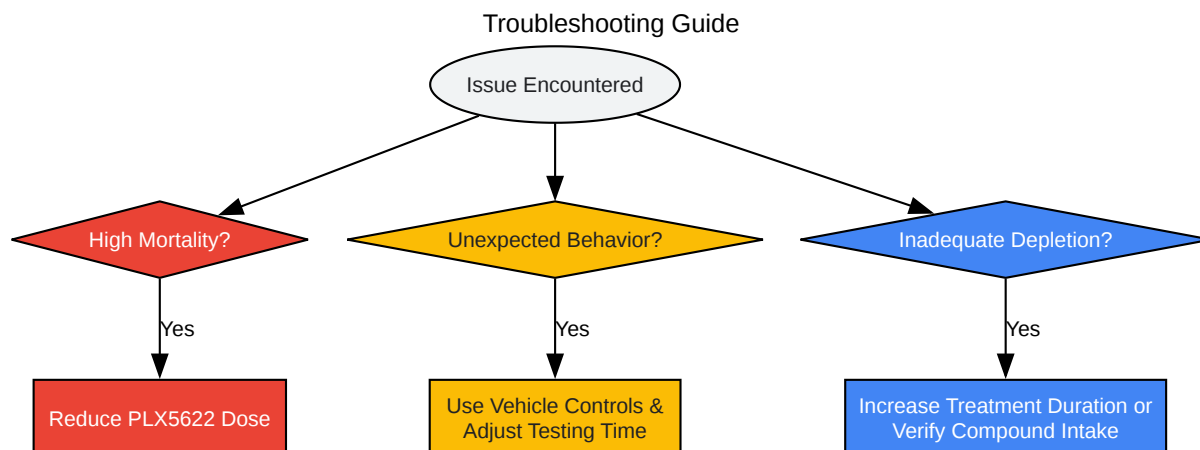 Troubleshooting Guide
Issue Encountered
High Mortality?
Unexpected Behavior?
Inadequate Depletion?
Yes
Yes
Yes
Reduce PLX5622 Dose
Use Vehicle Controls &
Adjust Testing Time
Increase Treatment Duration or
Verify Compound Intake